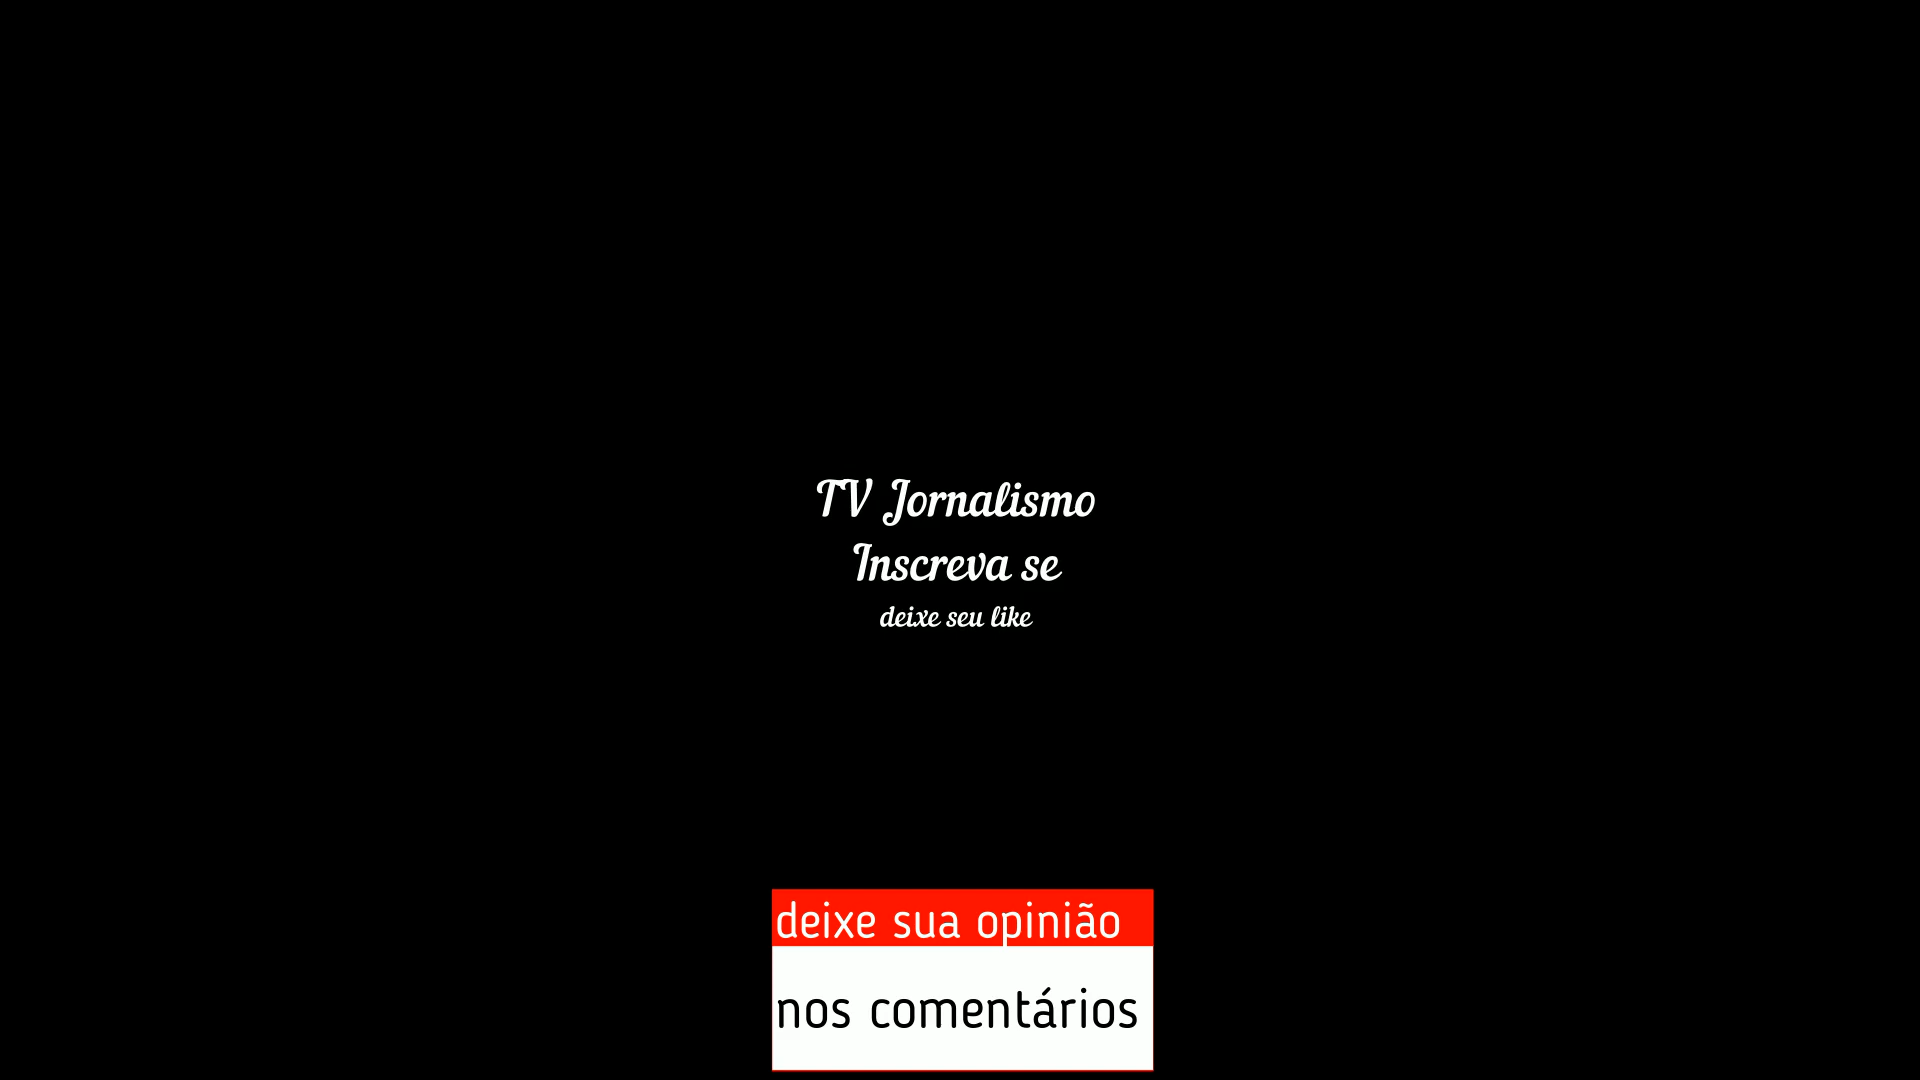 TV Jornalismo
Inscreva se
deixe seu like
deixe sua opinião
nos comentários